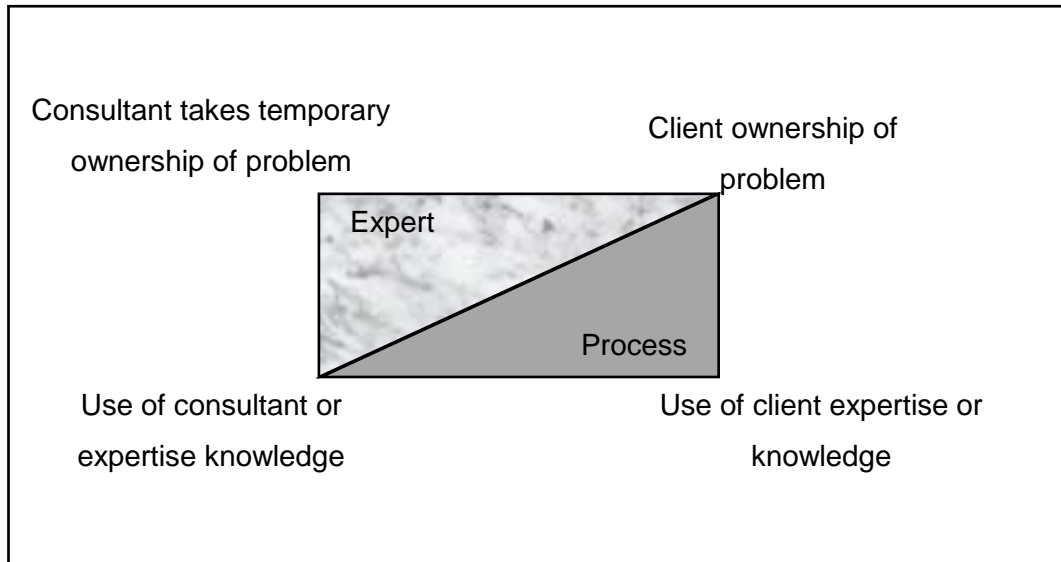 Consultant takes temporary
ownership of problem
Client ownership of
problem
Expert
Process
Use of consultant or
expertise knowledge
Use of client expertise or
knowledge